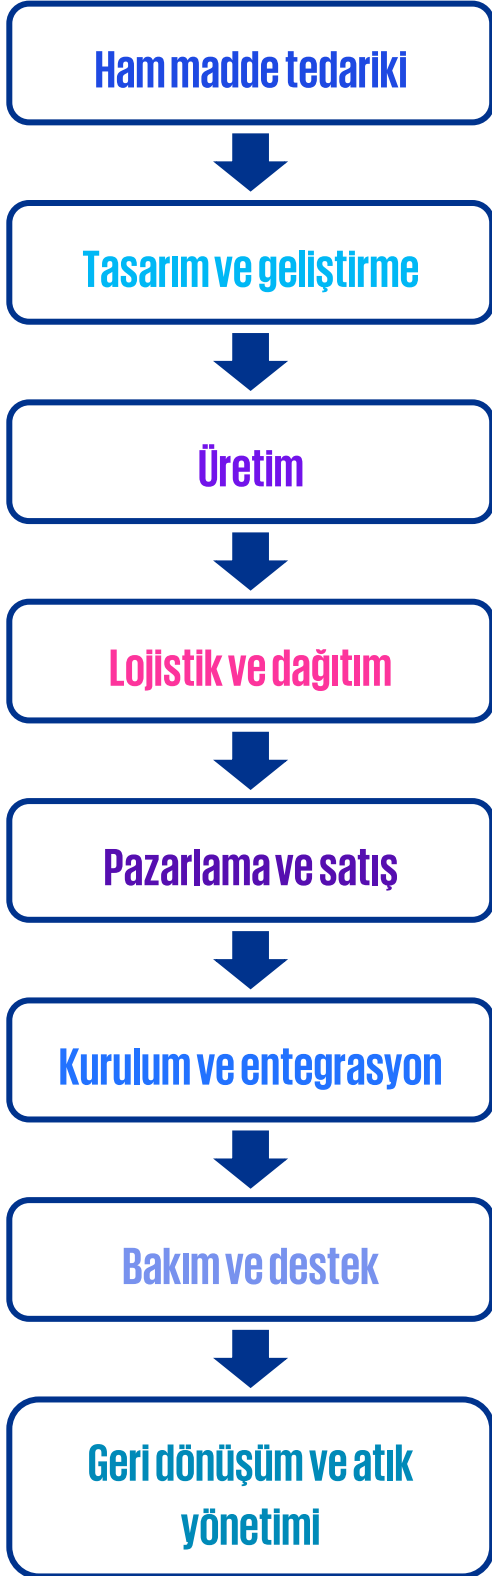 Ham madde tedariki
Tasarım ve geliştirme
Üretim
Lojistik ve dağıtım
Pazarlama ve satış
Kurulum ve entegrasyon
Bakım ve destek
Geri dönüşüm ve atık
yönetimi